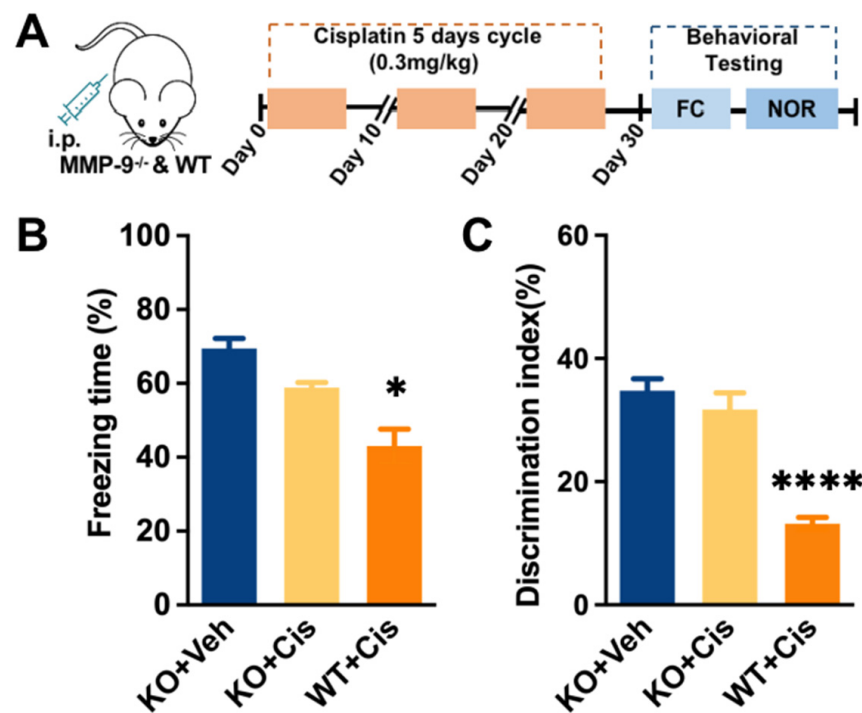 A
Cisplatin 5 days cycle
(0.3mg/kg)
Behavioral
Testing
i.p.
MMP-9-/- & WT
FC
NOR
Day 0
Day 10
Day 20
Day 30
B
Freezing time (%)
100
80
60
40
20
0
*
KO+Veh
KO+Cis
WT+Cis
C
Discrimination index(%)
60
40
20
0
****
KO+Veh
KO+Cis
WT+Cis